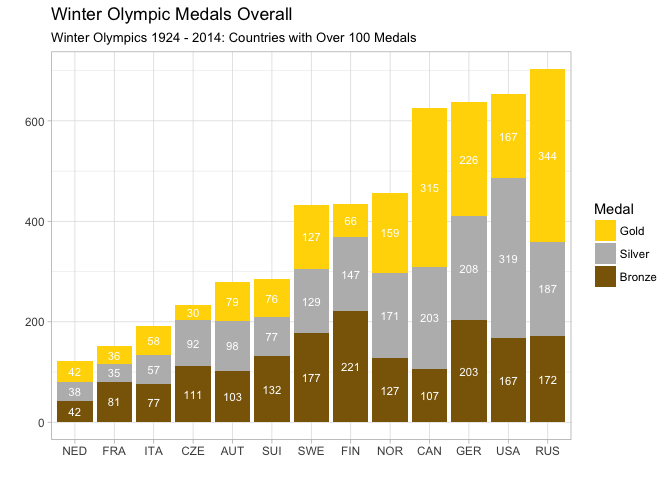 Winter Olympic Medals Overall
Winter Olympics 1924 - 2014: Countries with Over 100 Medals
600
400
200
0
42 36 58 30 79 76 127 66 159 315 226 167 344
38 35 57 92 98 77 129 147 171 203 208 319 187
42 81 77 111 103 132 177 221 127 107 203 167 172
NED FRA ITA CZE AUT SUI SWE FIN NOR CAN GER USA RUS
Medal
Gold
Silver
Bronze